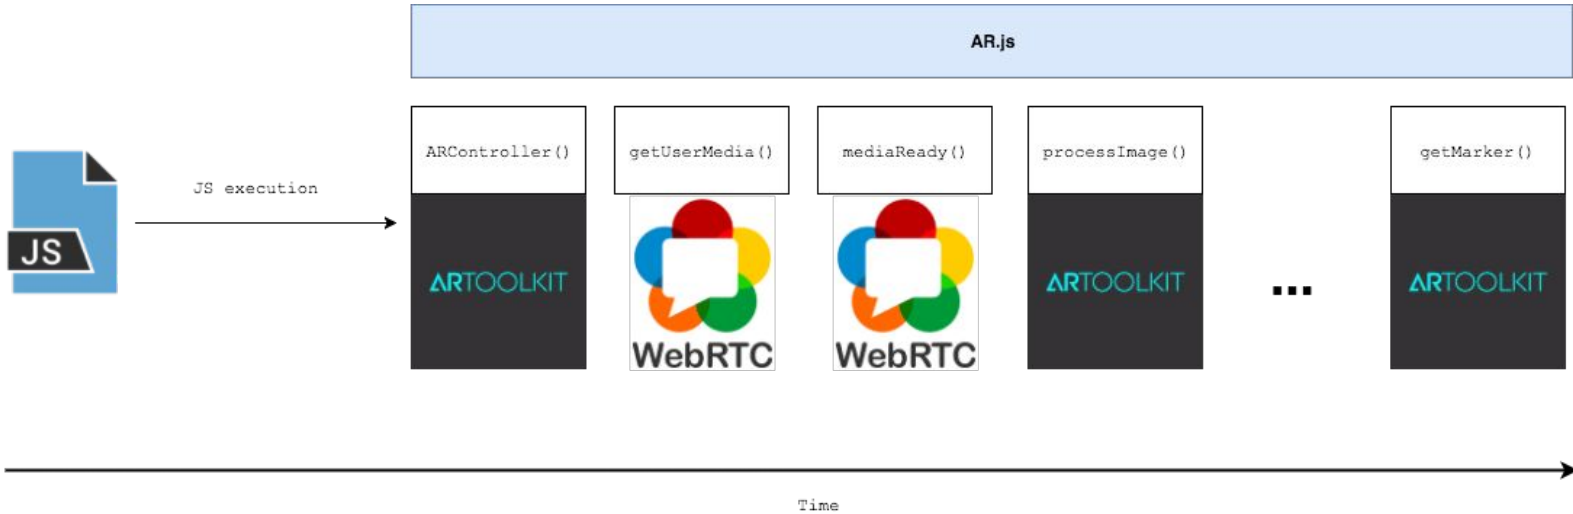 AR.js
ARController()
getUserMedia()
mediaReady()
processImage()
getMarker()
JS execution
JS
ARTOOLKIT
WebRTC
WebRTC
ARTOOLKIT
...
ARTOOLKIT
Time